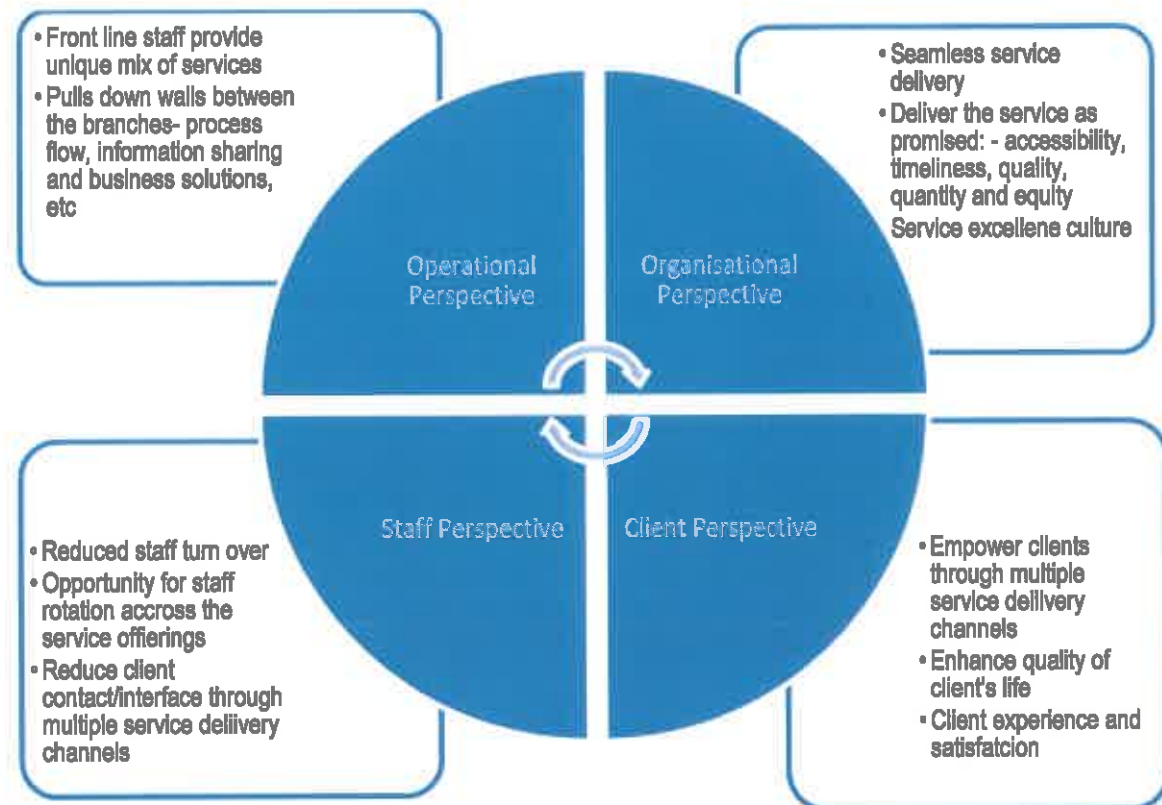 • Front line staff provide
unique mix of services
• Pulls down walls between
the branches- process
flow, information sharing
and business solutions,
etc
• Seamless service
delivery
• Deliver the service as
promised: - accessibility,
timeliness, quality,
quantity and equity
Service excellene culture
Operational
Perspective
Organisational
Perspective
Staff Perspective
Client Perspective
• Reduced staff turn over
• Opportunity for staff
rotation accross the
service offierings
• Reduce client
contact/interface through
multiple service deliivery
channels
• Empower clients
through multiple
service delilvery
channels
• Enhance quality of
client's life
• Client experience and
satisfatcion